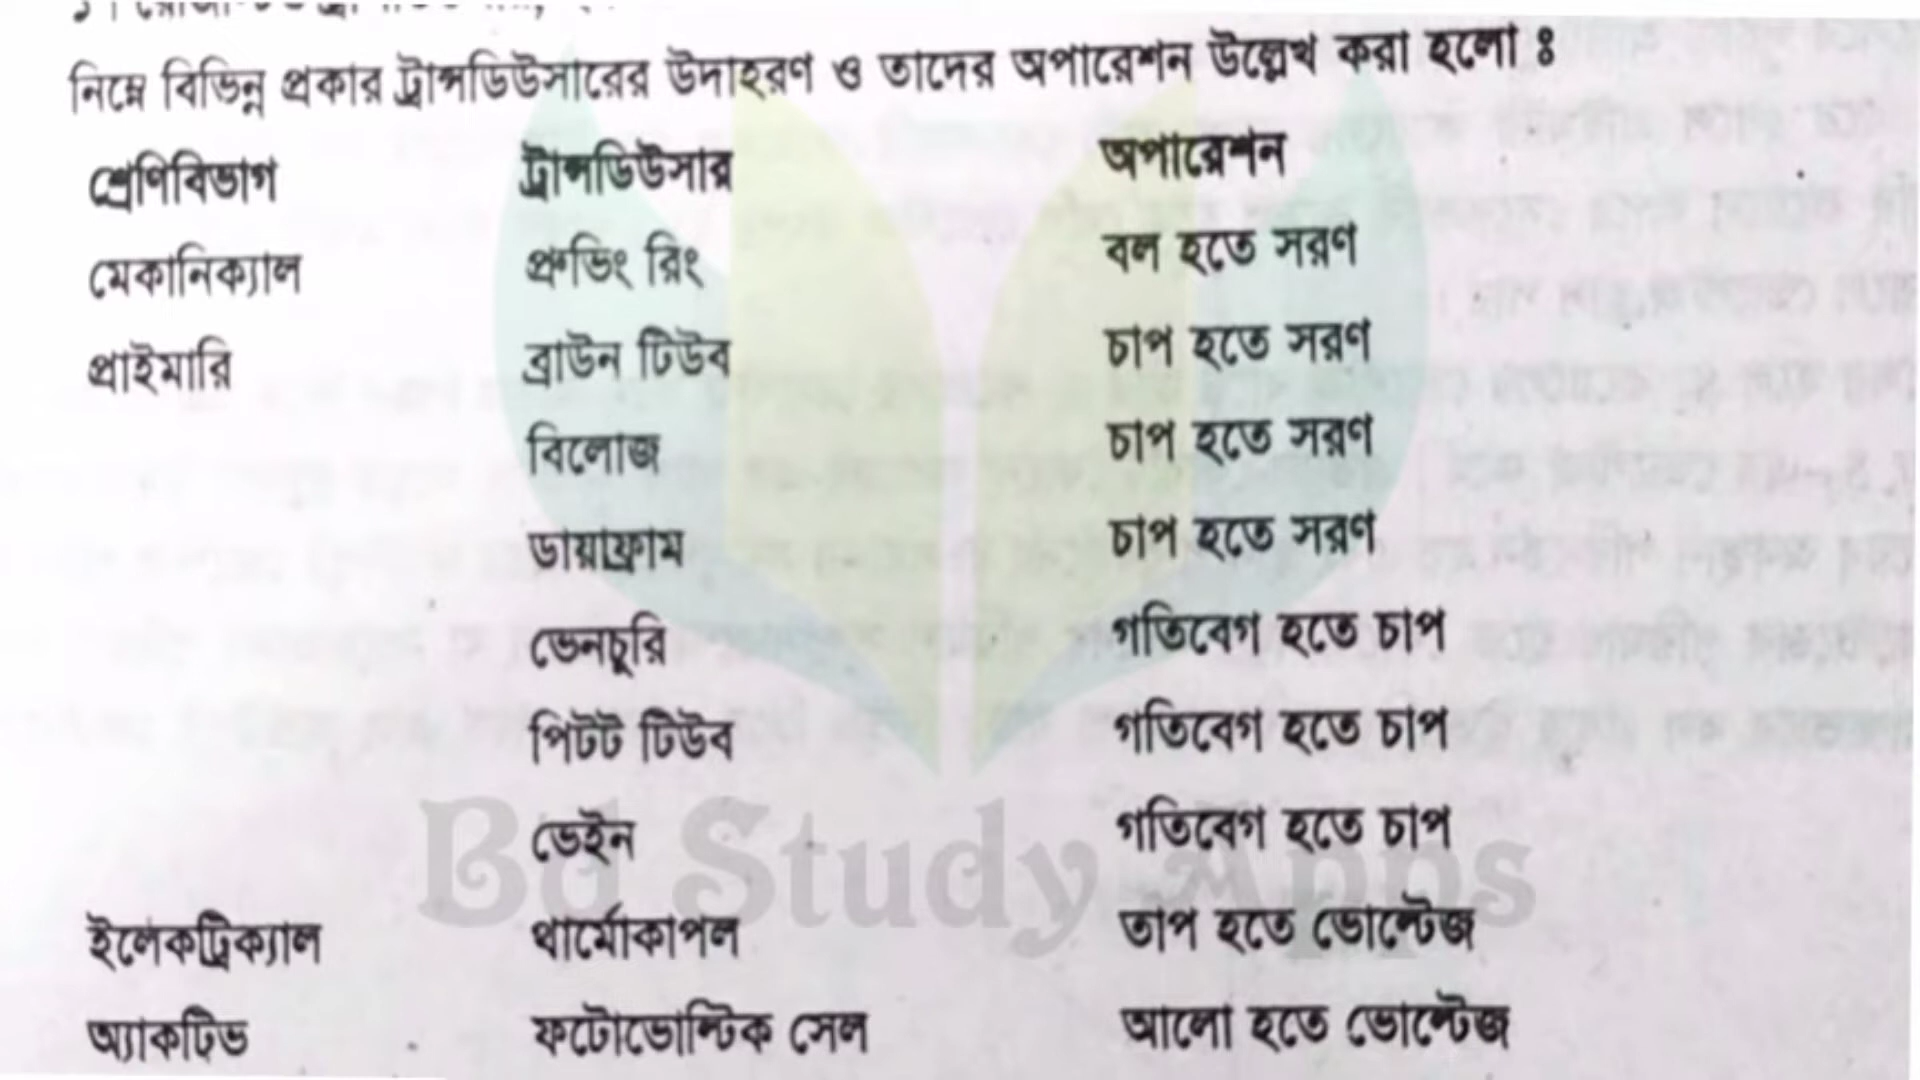 নিম্নে বিভিন্ন প্রকার ট্রান্সডিউসারের উদাহরণ ও তাদের অপারেশন উল্লেখ করা হলো ঃ
শ্রেণিবিভাগ ট্রান্সডিউসার অপারেশন
মেকানিক্যাল প্রুভিং রিং বল হতে সরণ
প্রাইমারি ব্রাউন টিউব চাপ হতে সরণ
বিলোজ চাপ হতে সরণ
ডায়াফ্রাম চাপ হতে সরণ
ভেনচুরি গতিবেগ হতে চাপ
পিটট টিউব গতিবেগ হতে চাপ
ভেইন গতিবেগ হতে চাপ
Bd Study Apps
ইলেকট্রিক্যাল থার্মোকাপল তাপ হতে ভোল্টেজ
অ্যাকটিভ ফটোভোল্টিক সেল আলো হতে ভোল্টেজ